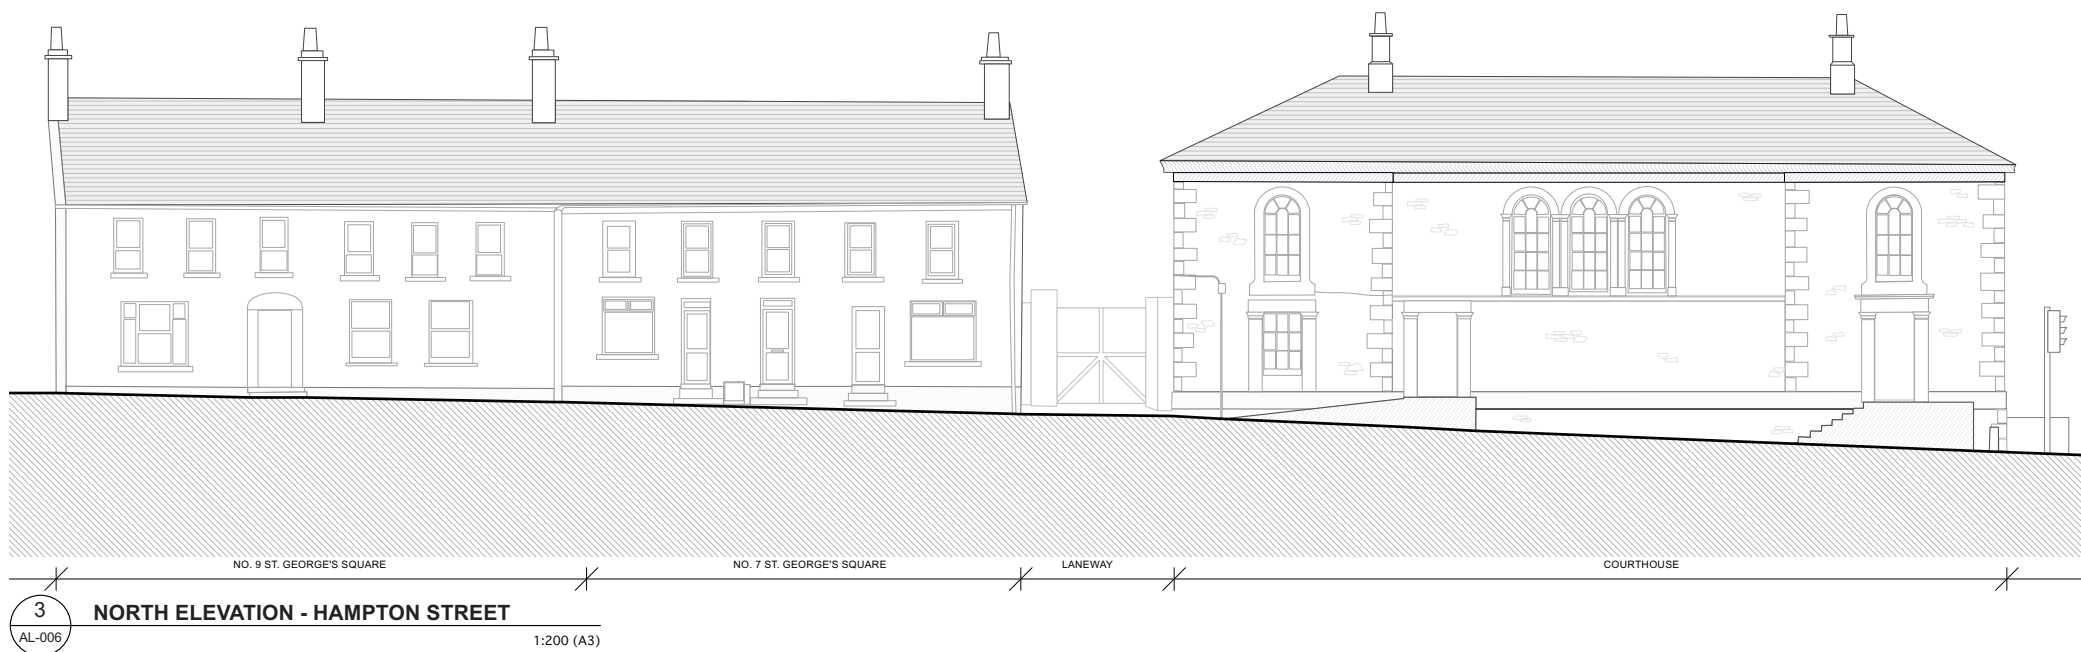 NO. 9 ST. GEORGE'S SQUARE
NO. 7 ST. GEORGE'S SQUARE
LANEWAY
COURTHOUSE
3
AL-006
NORTH ELEVATION - HAMPTON STREET
1:200 (A3)